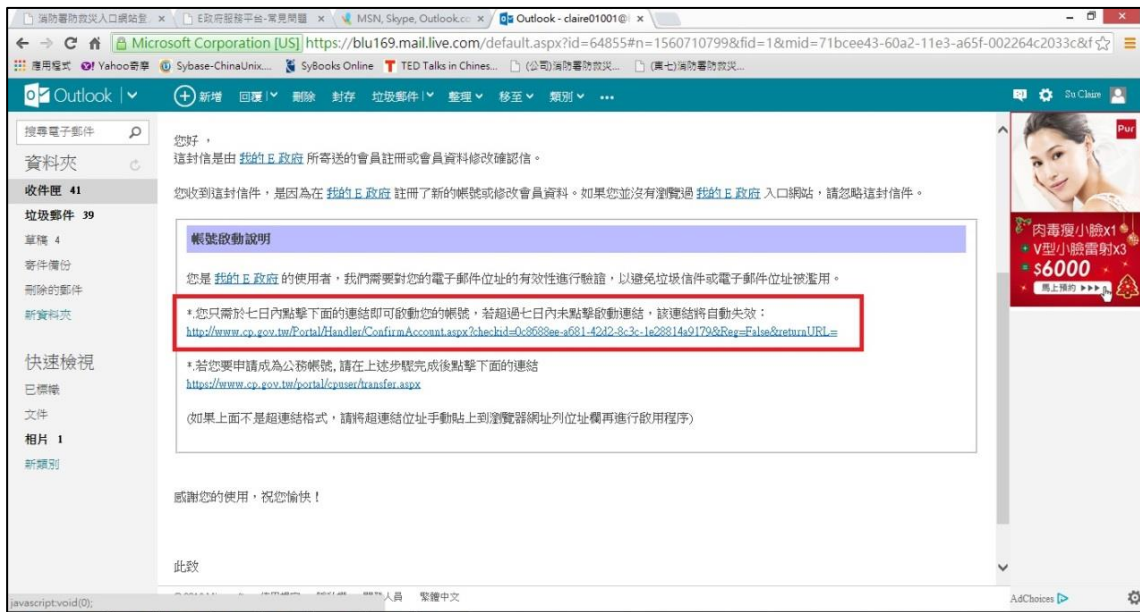 消防署防救災入口網站登
E政府服務平台-常見問題
MSN, Skype, Outlook.co
Outlook - claire01001@
Microsoft Corporation [US] https://blu169.mail.live.com/default.aspx?id=64855#n=1560710799&fid=1&mid=71bcee43-60a2-11e3-a65f-002264c2033c&f
應用程式 Yahoo奇摩 Sybase-ChinaUnix.... SyBooks Online TED Talks in Chines... (公司)消防署防救災... (東七)消防署防救災...
Outlook
新增 回覆 刪除 封存 垃圾郵件 整理 移至 類別 •••
Su Claire
搜尋電子郵件
資料夾
收件匣 41
垃圾郵件 39
草稿 4
寄件備份
刪除的郵件
新資料夾
快速檢視
已標幟
文件
相片 1
新類別
您好，
這封信是由 我的 E 政府 所寄送的會員註冊或會員資料修改確認信。
您收到這封信件，是因為在 我的 E 政府 註冊了新的帳號或修改會員資料。如果您並沒有瀏覽過 我的 E 政府 入口網站，請忽略這封信件。
帳號啟動說明
您是 我的 E 政府 的使用者，我們需要對您的電子郵件位址的有效性進行驗證，以避免垃圾信件或電子郵件位址被濫用。
*.您只需於七日內點擊下面的連結即可啟動您的帳號，若超過七日內未點擊啟動連結，該連結將自動失效：
http://www.cp.gov.tw/Portal/Handler/ConfirmAccount.aspx?checkid=0c8688ee-a681-42d2-8c3c-1e28814a9179&Reg=False&returnURL=
*.若您要申請成為公務帳號,請在上述步驟完成後點擊下面的連結
https://www.cp.gov.tw/portal/cpuser/transfer.aspx
(如果上面不是超連結格式，請將超連結位址手動貼上到瀏覽器網址列位址欄再進行啟用程序)
感謝您的使用，祝您愉快！
此致
人員 繁體中文
javascript:void(0);
Pur
肉毒瘦小臉x1
V型小臉雷射x3
= $6000
馬上預約 ►►►
AdChoices